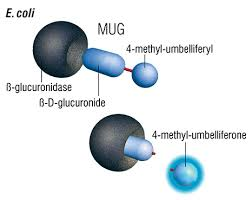 E. coli
MUG
4-methyl-umbelliferyl
ß-glucuronidase
ß-D-glucuronide
4-methyl-umbelliferone